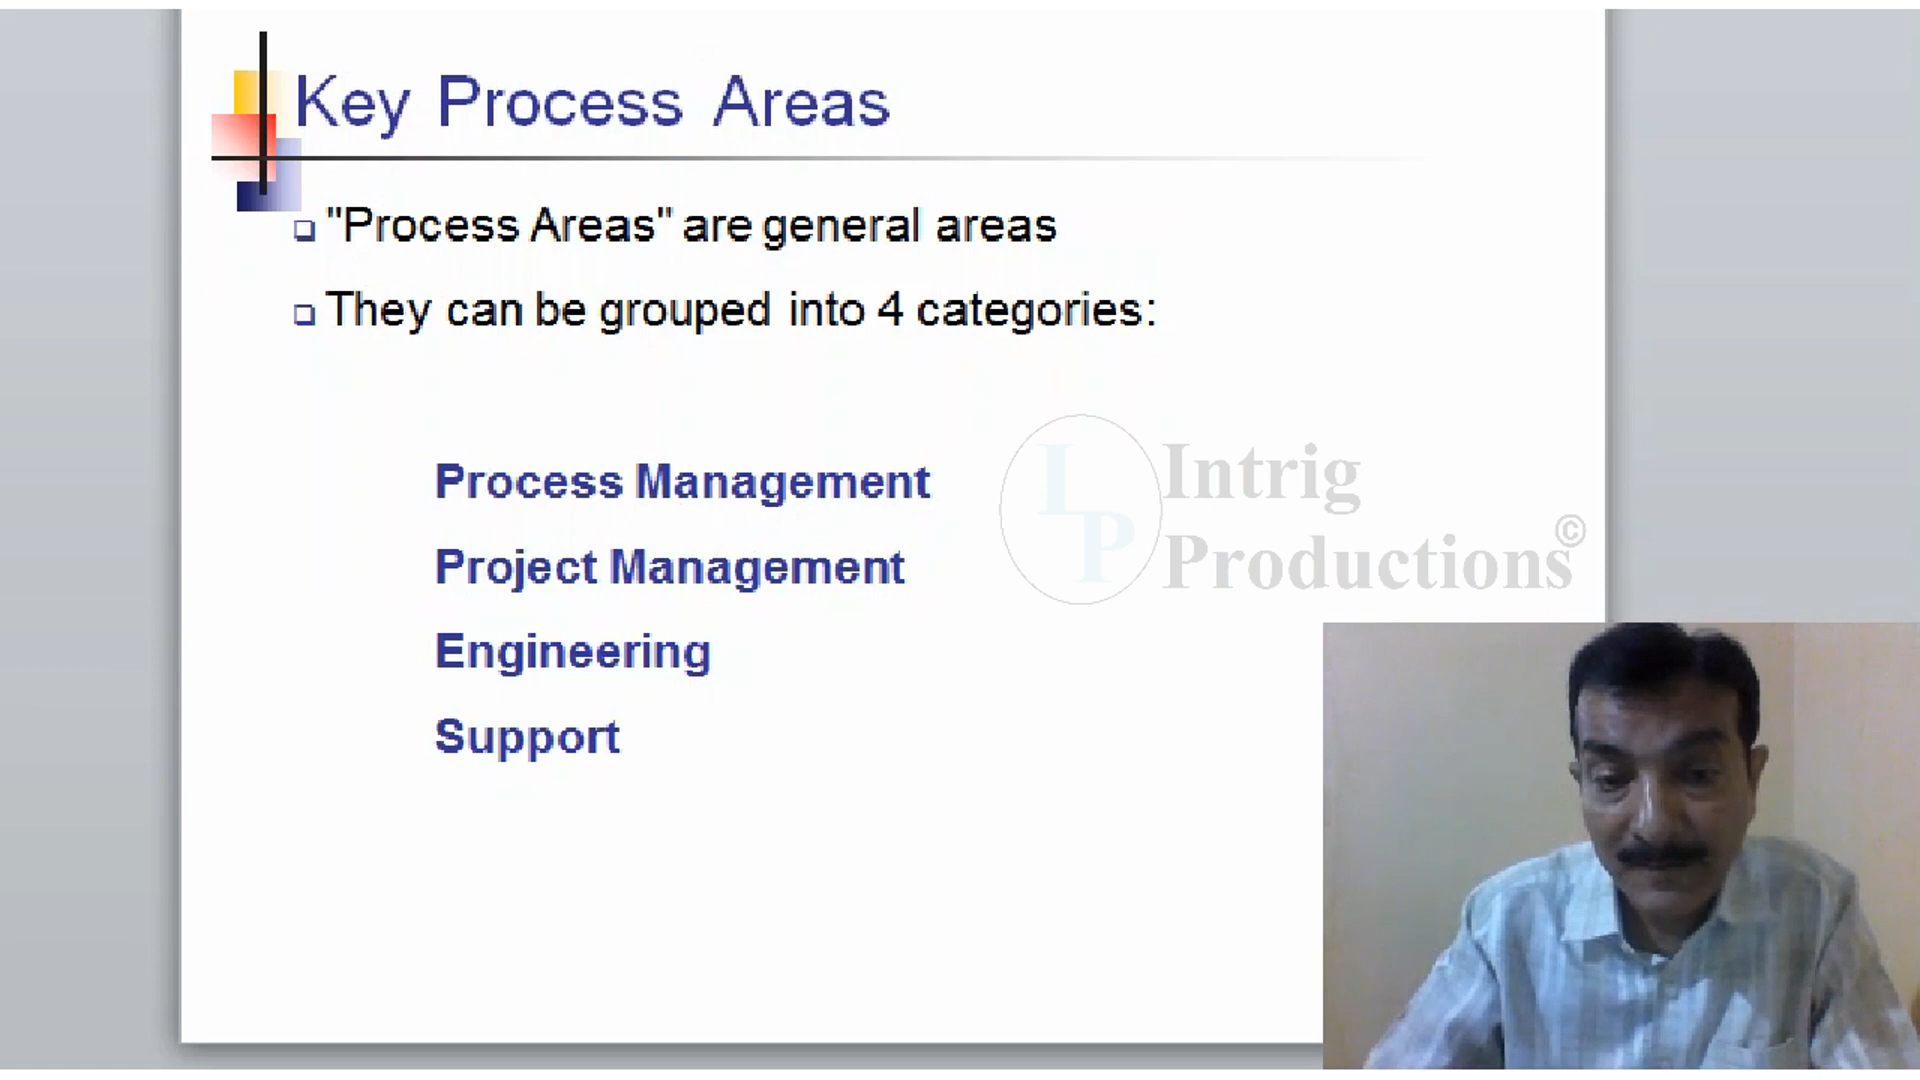 Key Process Areas
"Process Areas" are general areas
They can be grouped into 4 categories:
Process Management
Project Management
Engineering
Support
I P
Intrig
Productions©